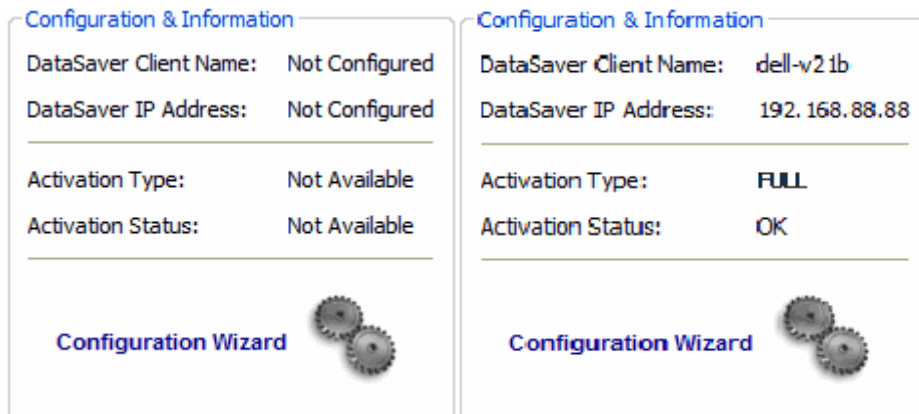 Configuration & Information
DataSaver Client Name: Not Configured
DataSaver IP Address: Not Configured
Activation Type: Not Available
Activation Status: Not Available
Configuration Wizard
Configuration & Information
DataSaver Client Name: dell-v21b
DataSaver IP Address: 192.168.88.88
Activation Type: FULL
Activation Status: OK
Configuration Wizard